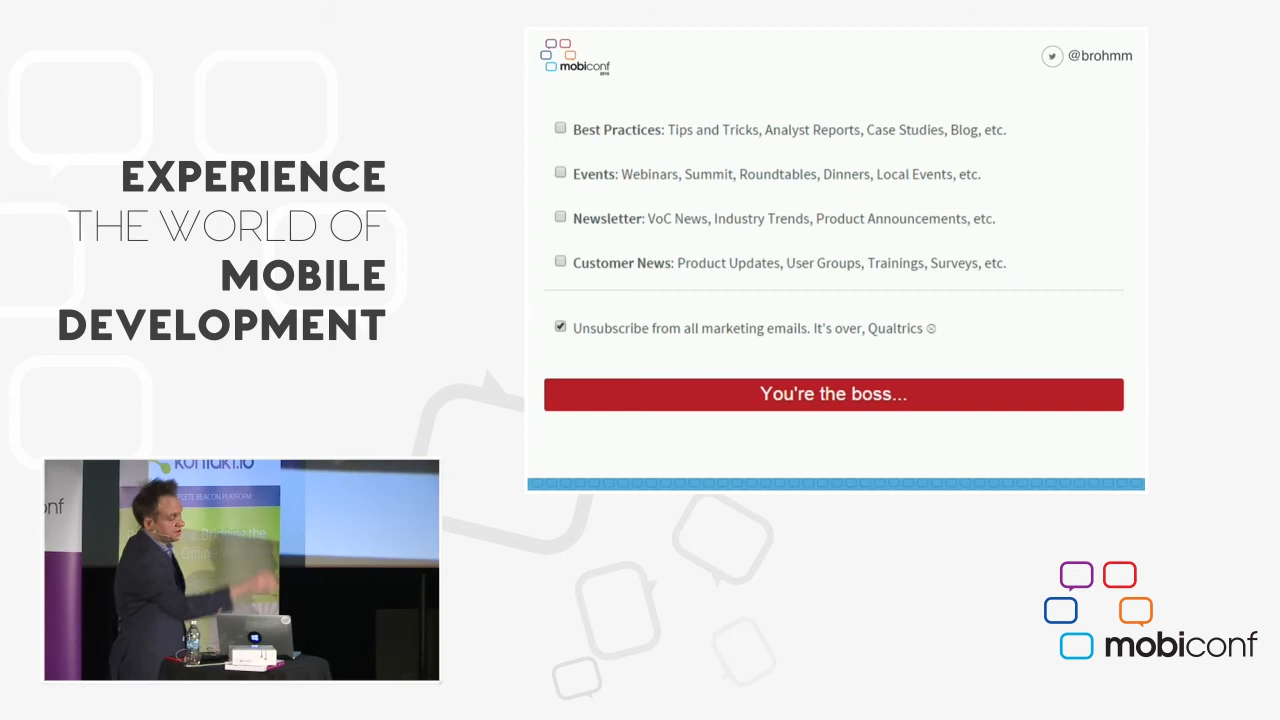 EXPERIENCE
THE WORLD OF
MOBILE
DEVELOPMENT
mobiconf
@brohmm
Best Practices: Tips and Tricks, Analyst Reports, Case Studies, Blog, etc.
Events: Webinars, Summit, Roundtables, Dinners, Local Events, etc.
Newsletter: VoC News, Industry Trends, Product Announcements, etc.
Customer News: Product Updates, User Groups, Trainings, Surveys, etc.
Unsubscribe from all marketing emails. It's over, Qualtrics ☹
You're the boss...
kontakt.io
BEACON PLATFORM
Bridging the
mobiconf